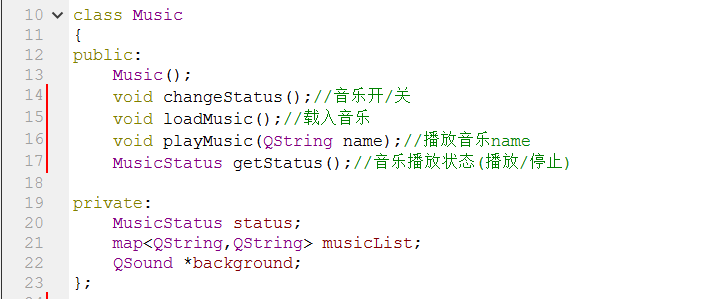 10 class Music
11 {
12 public:
13     Music();
14     void changeStatus();//音乐开/关
15     void loadMusic();//载入音乐
16     void playMusic(QString name);//播放音乐name
17     MusicStatus getStatus();//音乐播放状态(播放/停止)
18
19 private:
20     MusicStatus status;
21     map<QString,QString> musicList;
22     QSound *background;
23 };